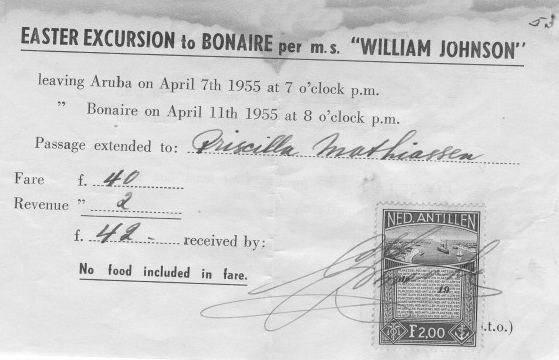 53
EASTER EXCURSION to BONAIRE per m. s. "WILLIAM JOHNSON"
leaving Aruba on April 7th 1955 at 7 o'clock p.m.
" Bonaire on April 11th 1955 at 8 o'clock p.m.
Passage extended to: Priscilla Mathiassen
Fare f. 40
Revenue " 2
f. 42 - received by:
No food included in fare.
NED. ANTILLEN
19
F2,00
.t.o.)